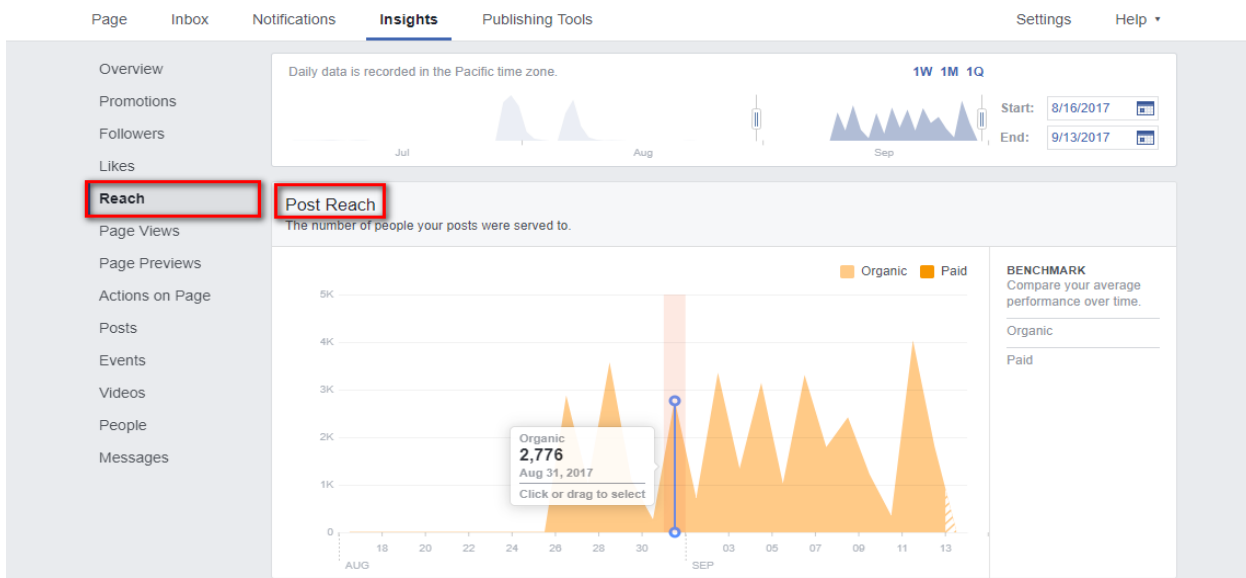 Page Inbox Notifications Insights Publishing Tools Settings Help
Overview
Promotions
Followers
Likes
Reach
Page Views
Page Previews
Actions on Page
Posts
Events
Videos
People
Messages
Daily data is recorded in the Pacific time zone.
1W 1M 1Q
Jul Aug Sep
Start: 8/16/2017
End: 9/13/2017
Post Reach
The number of people your posts were served to.
Organic Paid
5K
4K
3K
2K
1K
0
Organic
2,776
Aug 31, 2017
Click or drag to select
18 20 22 24 26 28 30 03 05 07 09 11 13
AUG SEP
BENCHMARK
Compare your average
performance over time.
Organic
Paid